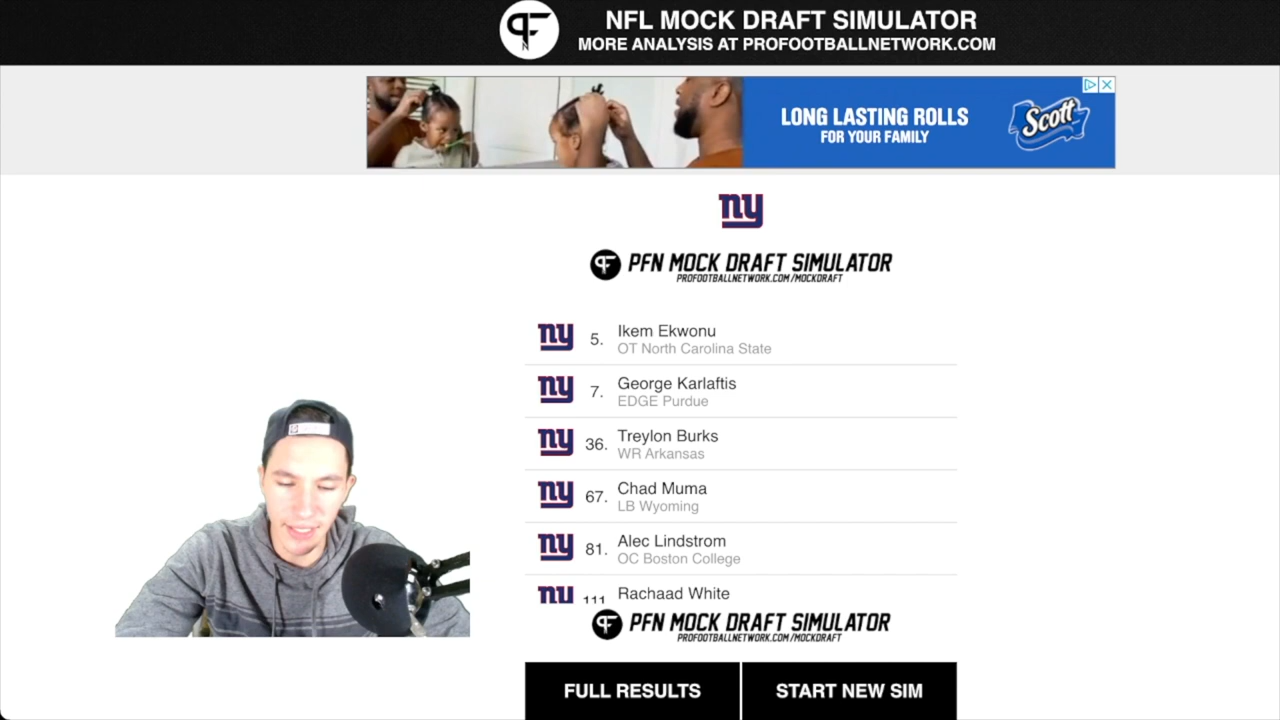 NFL MOCK DRAFT SIMULATOR
MORE ANALYSIS AT PROFOOTBALLNETWORK.COM
LONG LASTING ROLLS
FOR YOUR FAMILY
Scott
ny
PFN MOCK DRAFT SIMULATOR
PROFOOTBALLNETWORK.COM/MOCKDRAFT
ny 5. Ikem Ekwonu
OT North Carolina State
ny 7. George Karlaftis
EDGE Purdue
ny 36. Treylon Burks
WR Arkansas
ny 67. Chad Muma
LB Wyoming
ny 81. Alec Lindstrom
OC Boston College
ny 111. Rachaad White
PFN MOCK DRAFT SIMULATOR
PROFOOTBALLNETWORK.COM/MOCKDRAFT
FULL RESULTS
START NEW SIM